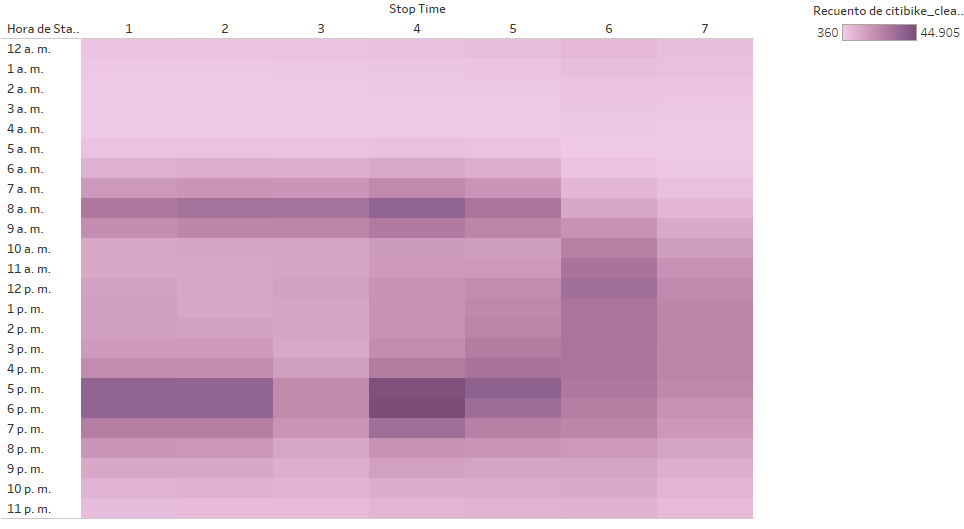 Stop Time
Hora de Sta.. 1 2 3 4 5 6 7
12 a. m.
1 a. m.
2 a. m.
3 a. m.
4 a. m.
5 a. m.
6 a. m.
7 a. m.
8 a. m.
9 a. m.
10 a. m.
11 a. m.
12 p. m.
1 p. m.
2 p. m.
3 p. m.
4 p. m.
5 p. m.
6 p. m.
7 p. m.
8 p. m.
9 p. m.
10 p. m.
11 p. m.
Recuento de citibike_clea..
360 44.905